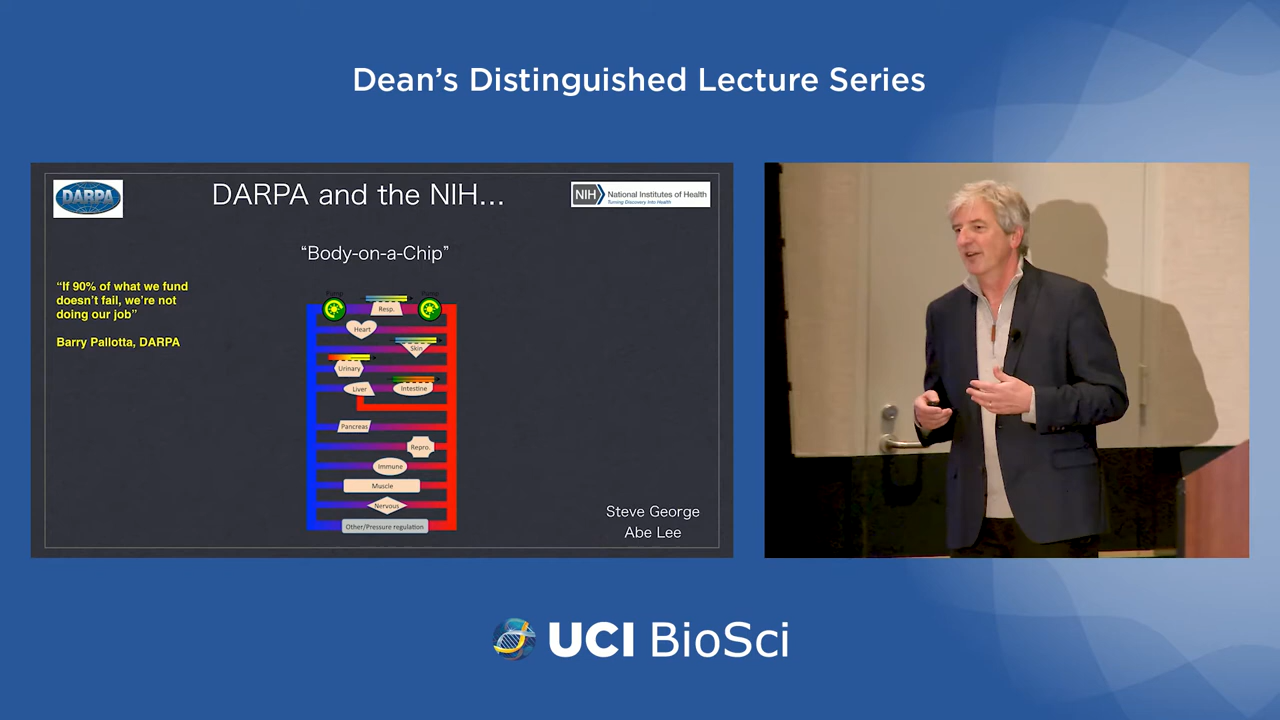 Dean’s Distinguished Lecture Series
DARPA
DARPA and the NIH...
NIH
National Institutes of Health
Turning Discovery Into Health
“Body-on-a-Chip”
“If 90% of what we fund
doesn’t fail, we’re not
doing our job”
Barry Pallotta, DARPA
Resp.
Heart
Skin
Urinary
Liver
Intestine
Pancreas
Repro.
Immune
Muscle
Nervous
Other/Pressure regulation
Steve George
Abe Lee
UCI BioSci